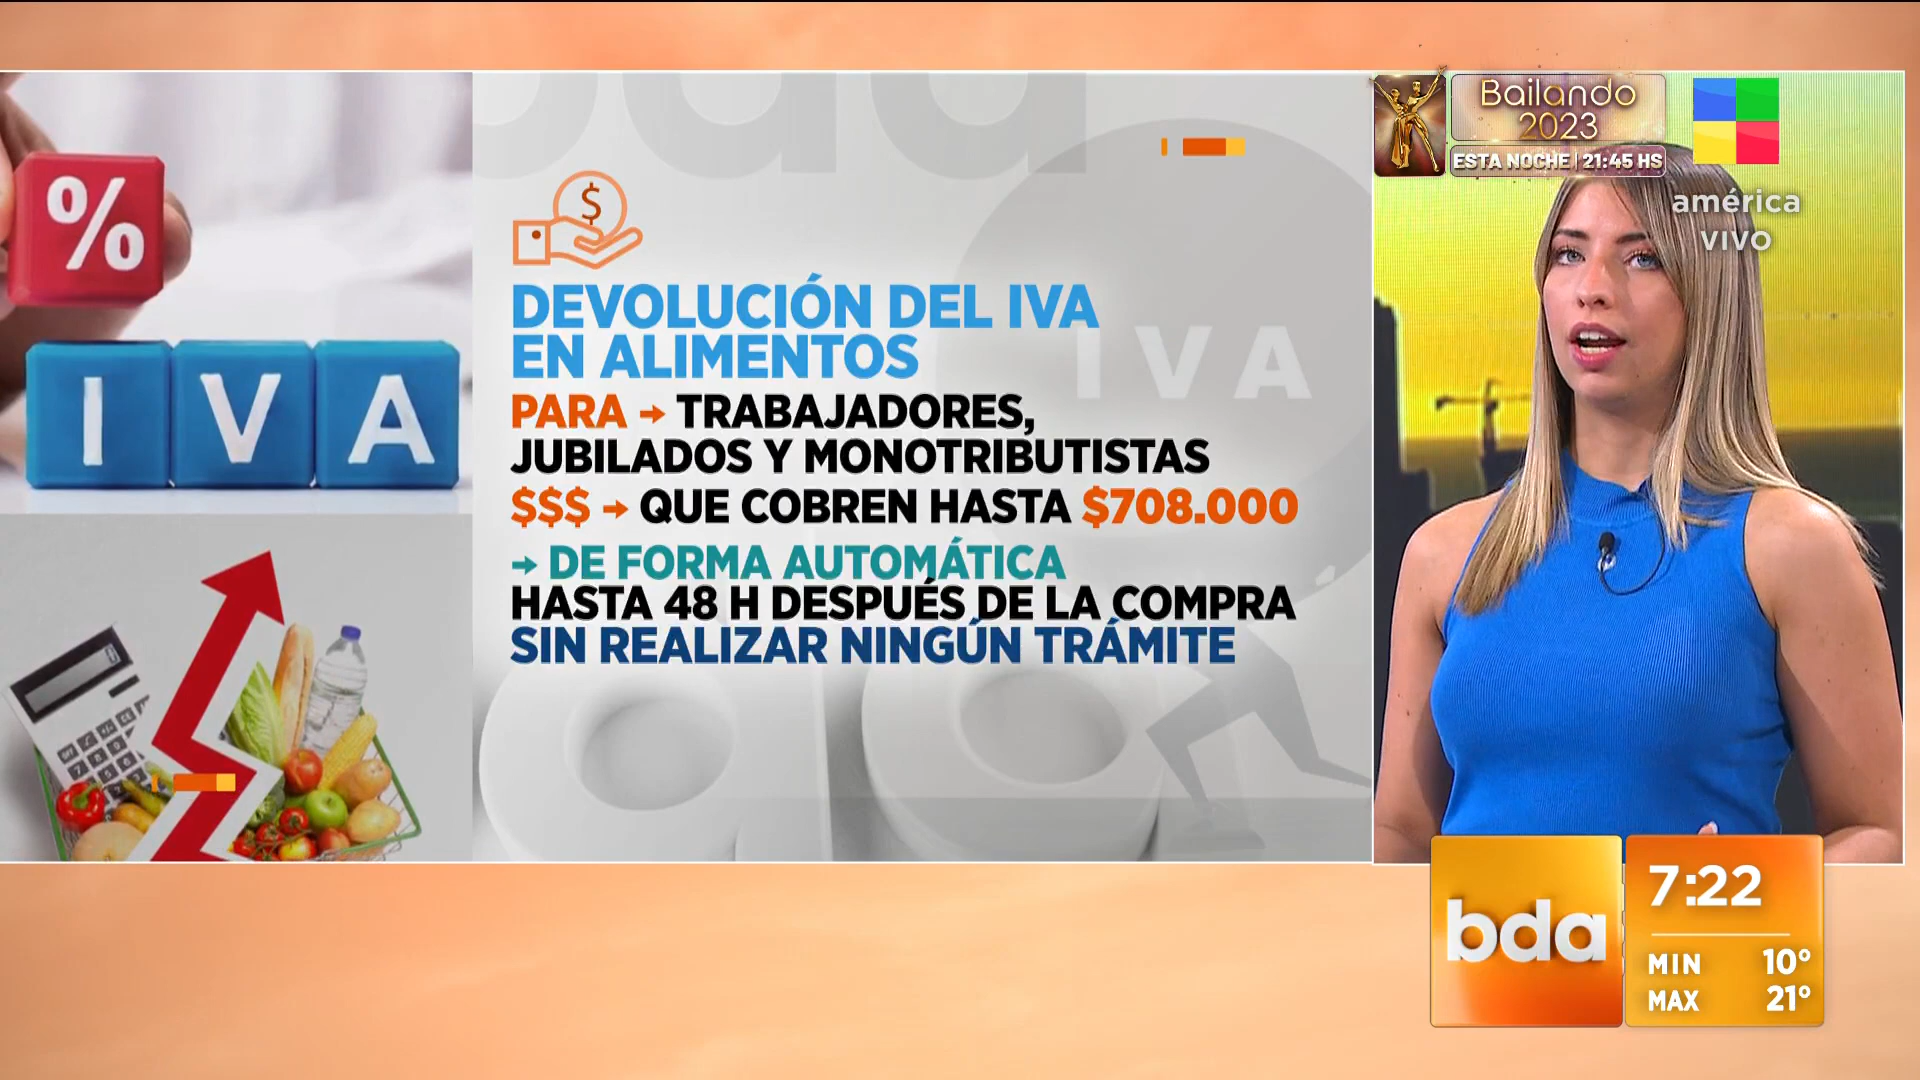 Bailando
2023
ESTA NOCHE | 21:45 HS
américa
VIVO
%
IVA
bda
IVA
$
DEVOLUCIÓN DEL IVA
EN ALIMENTOS
PARA → TRABAJADORES,
JUBILADOS Y MONOTRIBUTISTAS
$$$ → QUE COBREN HASTA $708.000
→ DE FORMA AUTOMÁTICA
HASTA 48 H DESPUÉS DE LA COMPRA
SIN REALIZAR NINGÚN TRÁMITE
bda
7:22
MIN 10°
MAX 21°